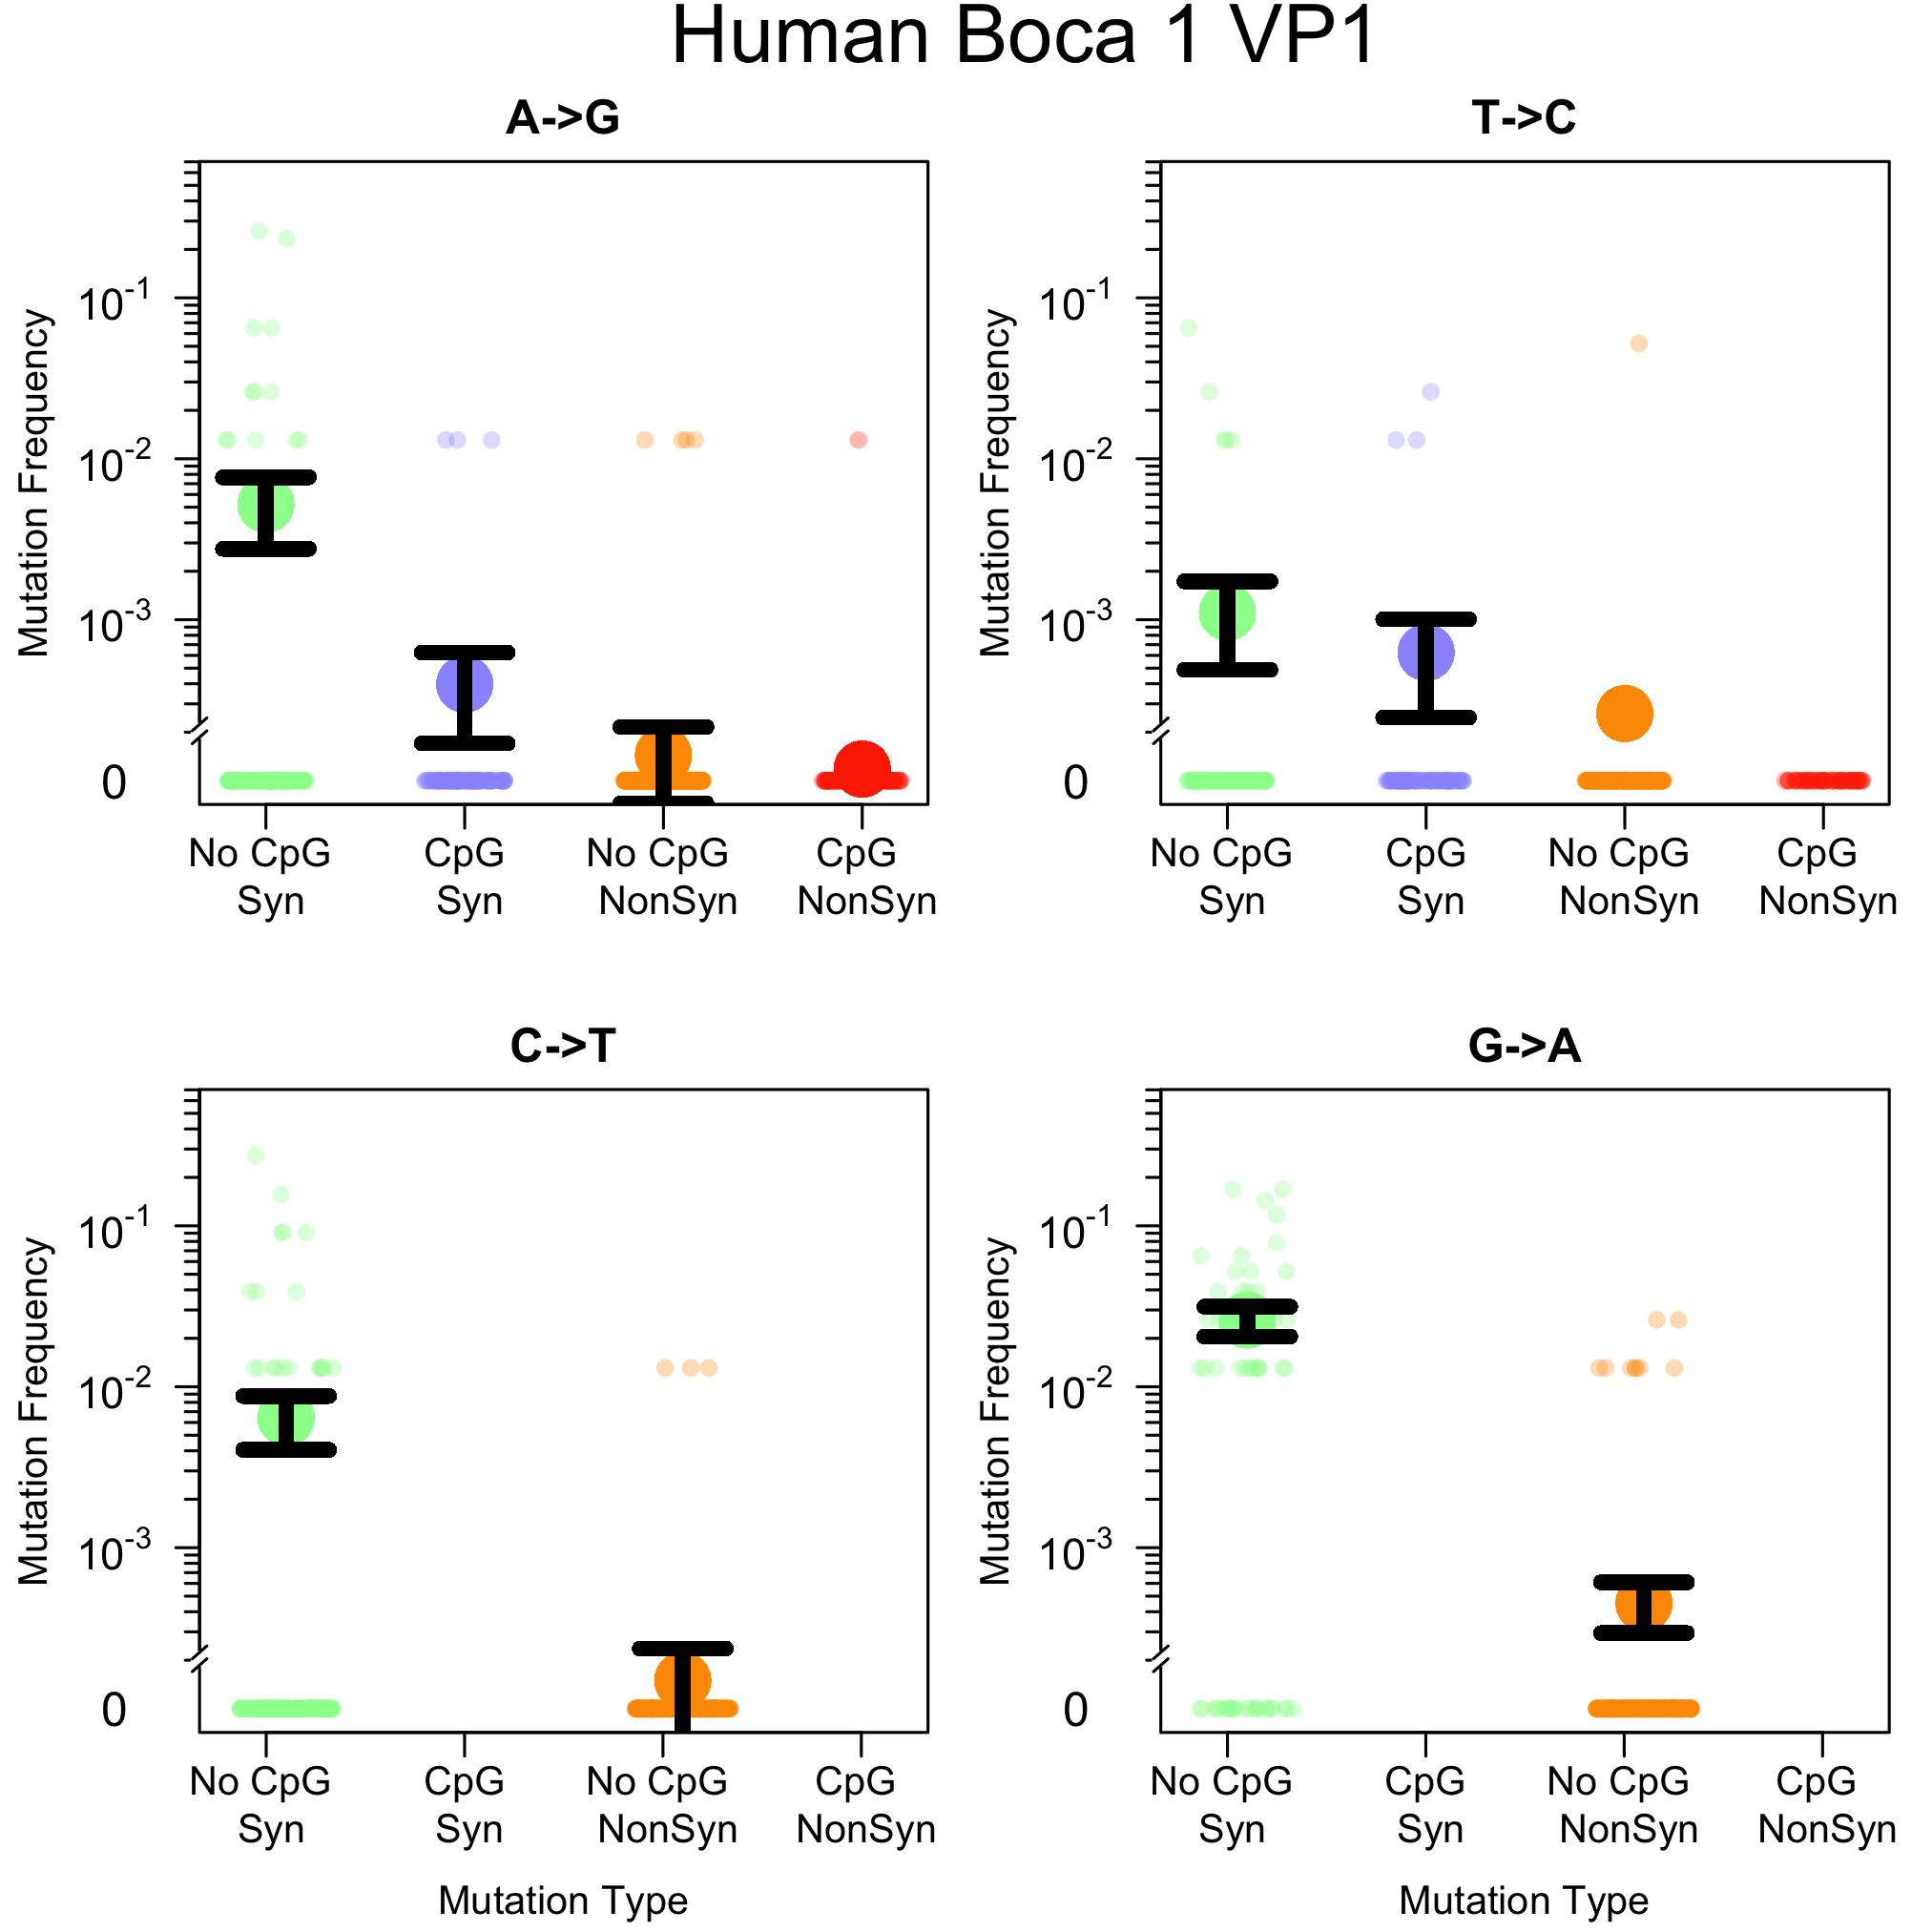 Human Boca 1 VP1
A->G
Mutation Frequency
10-1
10-2
10-3
0
No CpG Syn
CpG Syn
No CpG NonSyn
CpG NonSyn
T->C
Mutation Frequency
10-1
10-2
10-3
0
No CpG Syn
CpG Syn
No CpG NonSyn
CpG NonSyn
C->T
Mutation Frequency
10-1
10-2
10-3
0
No CpG Syn
CpG Syn
No CpG NonSyn
CpG NonSyn
Mutation Type
G->A
Mutation Frequency
10-1
10-2
10-3
0
No CpG Syn
CpG Syn
No CpG NonSyn
CpG NonSyn
Mutation Type